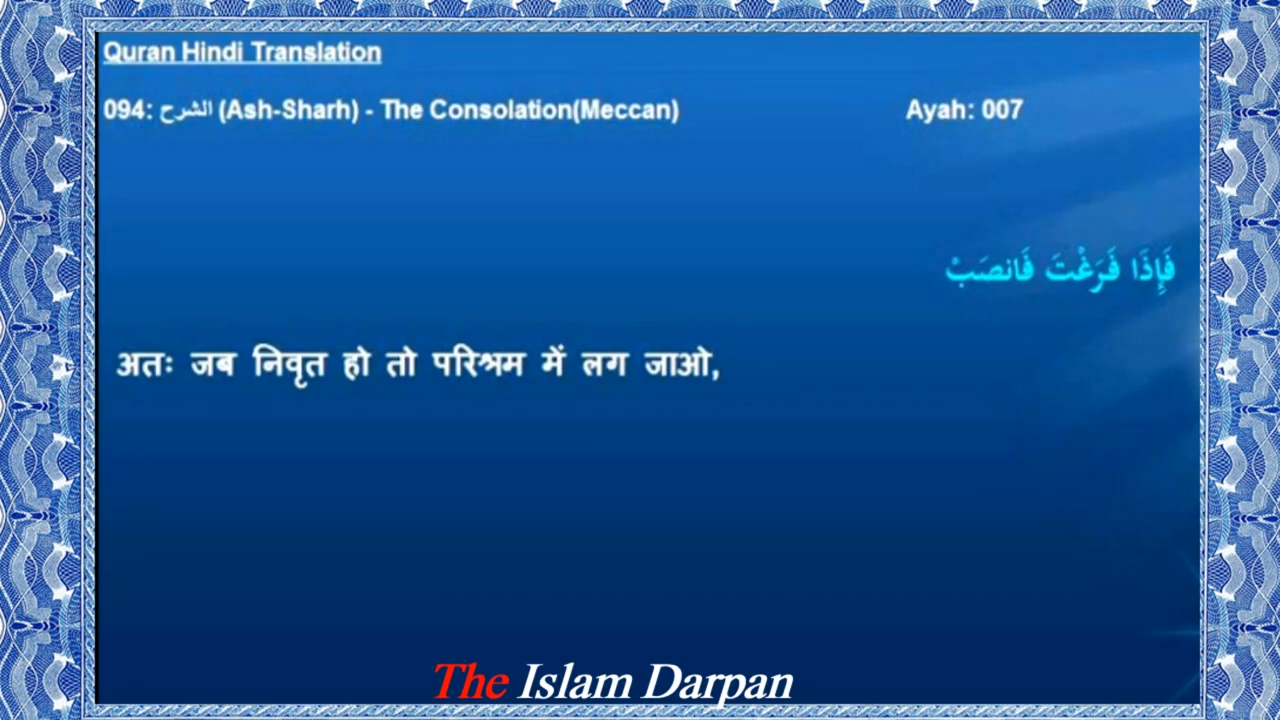 Quran Hindi Translation
094: الشرح (Ash-Sharh) - The Consolation(Meccan) Ayah: 007
فَإِذَا فَرَغْتَ فَانصَبْ
अतः जब निवृत हो तो परिश्रम में लग जाओ,
The Islam Darpan